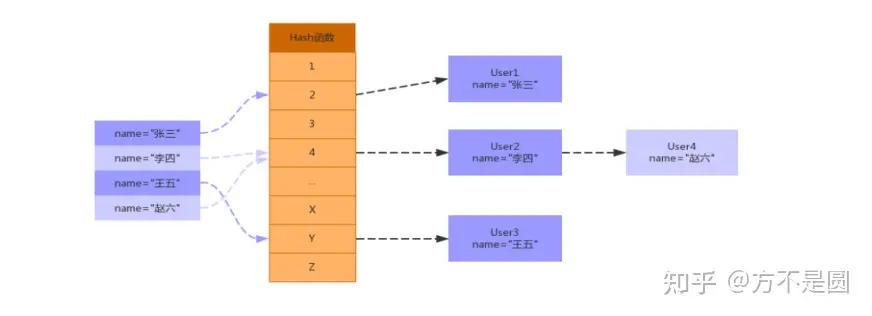 Hash函数
1
2
3
4
...
X
Y
Z
name="张三"
name="李四"
name="王五"
name="赵六"
User1
name="张三"
User2
name="李四"
User4
name="赵六"
User3
name="王五"
知乎 @方不是圆